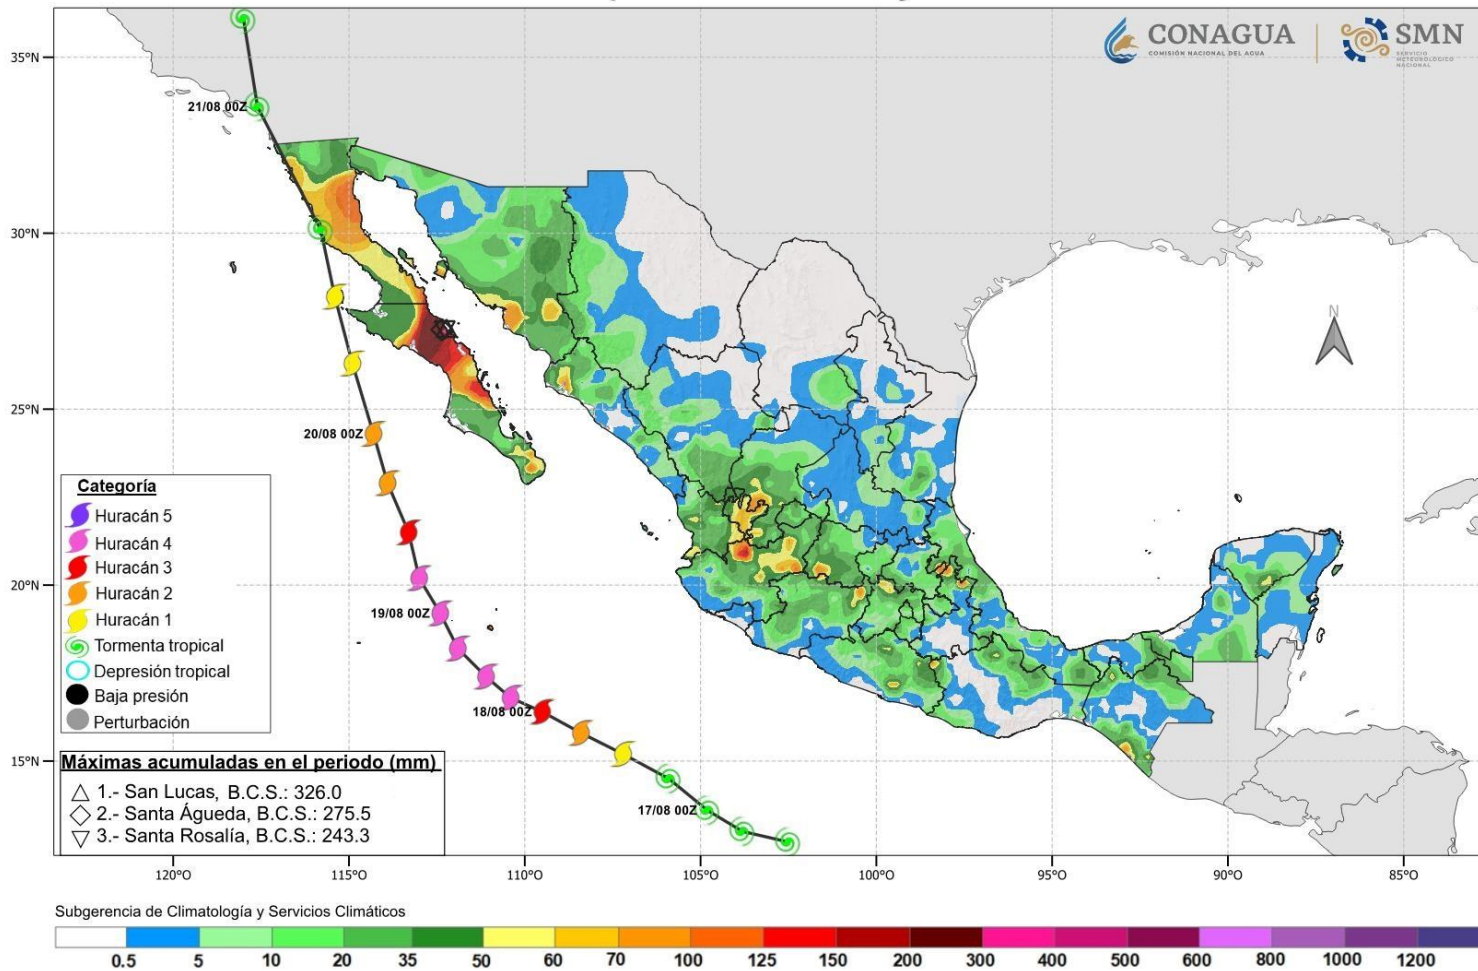 CONAGUA
COMISIÓN NACIONAL DEL AGUA
SMN
SERVICIO
METEOROLÓGICO
NACIONAL
35°N
30°N
25°N
20°N
15°N
21/08 00Z
20/08 00Z
19/08 00Z
18/08 00Z
17/08 00Z
N
Categoría
Huracán 5
Huracán 4
Huracán 3
Huracán 2
Huracán 1
Tormenta tropical
Depresión tropical
Baja presión
Perturbación
Máximas acumuladas en el periodo (mm)
1.- San Lucas, B.C.S.: 326.0
2.- Santa Águeda, B.C.S.: 275.5
3.- Santa Rosalía, B.C.S.: 243.3
120°O 115°O 110°O 105°O 100°O 95°O 90°O 85°O
Subgerencia de Climatología y Servicios Climáticos
0.5 5 10 20 35 50 60 70 100 125 150 200 300 400 500 600 800 1000 1200